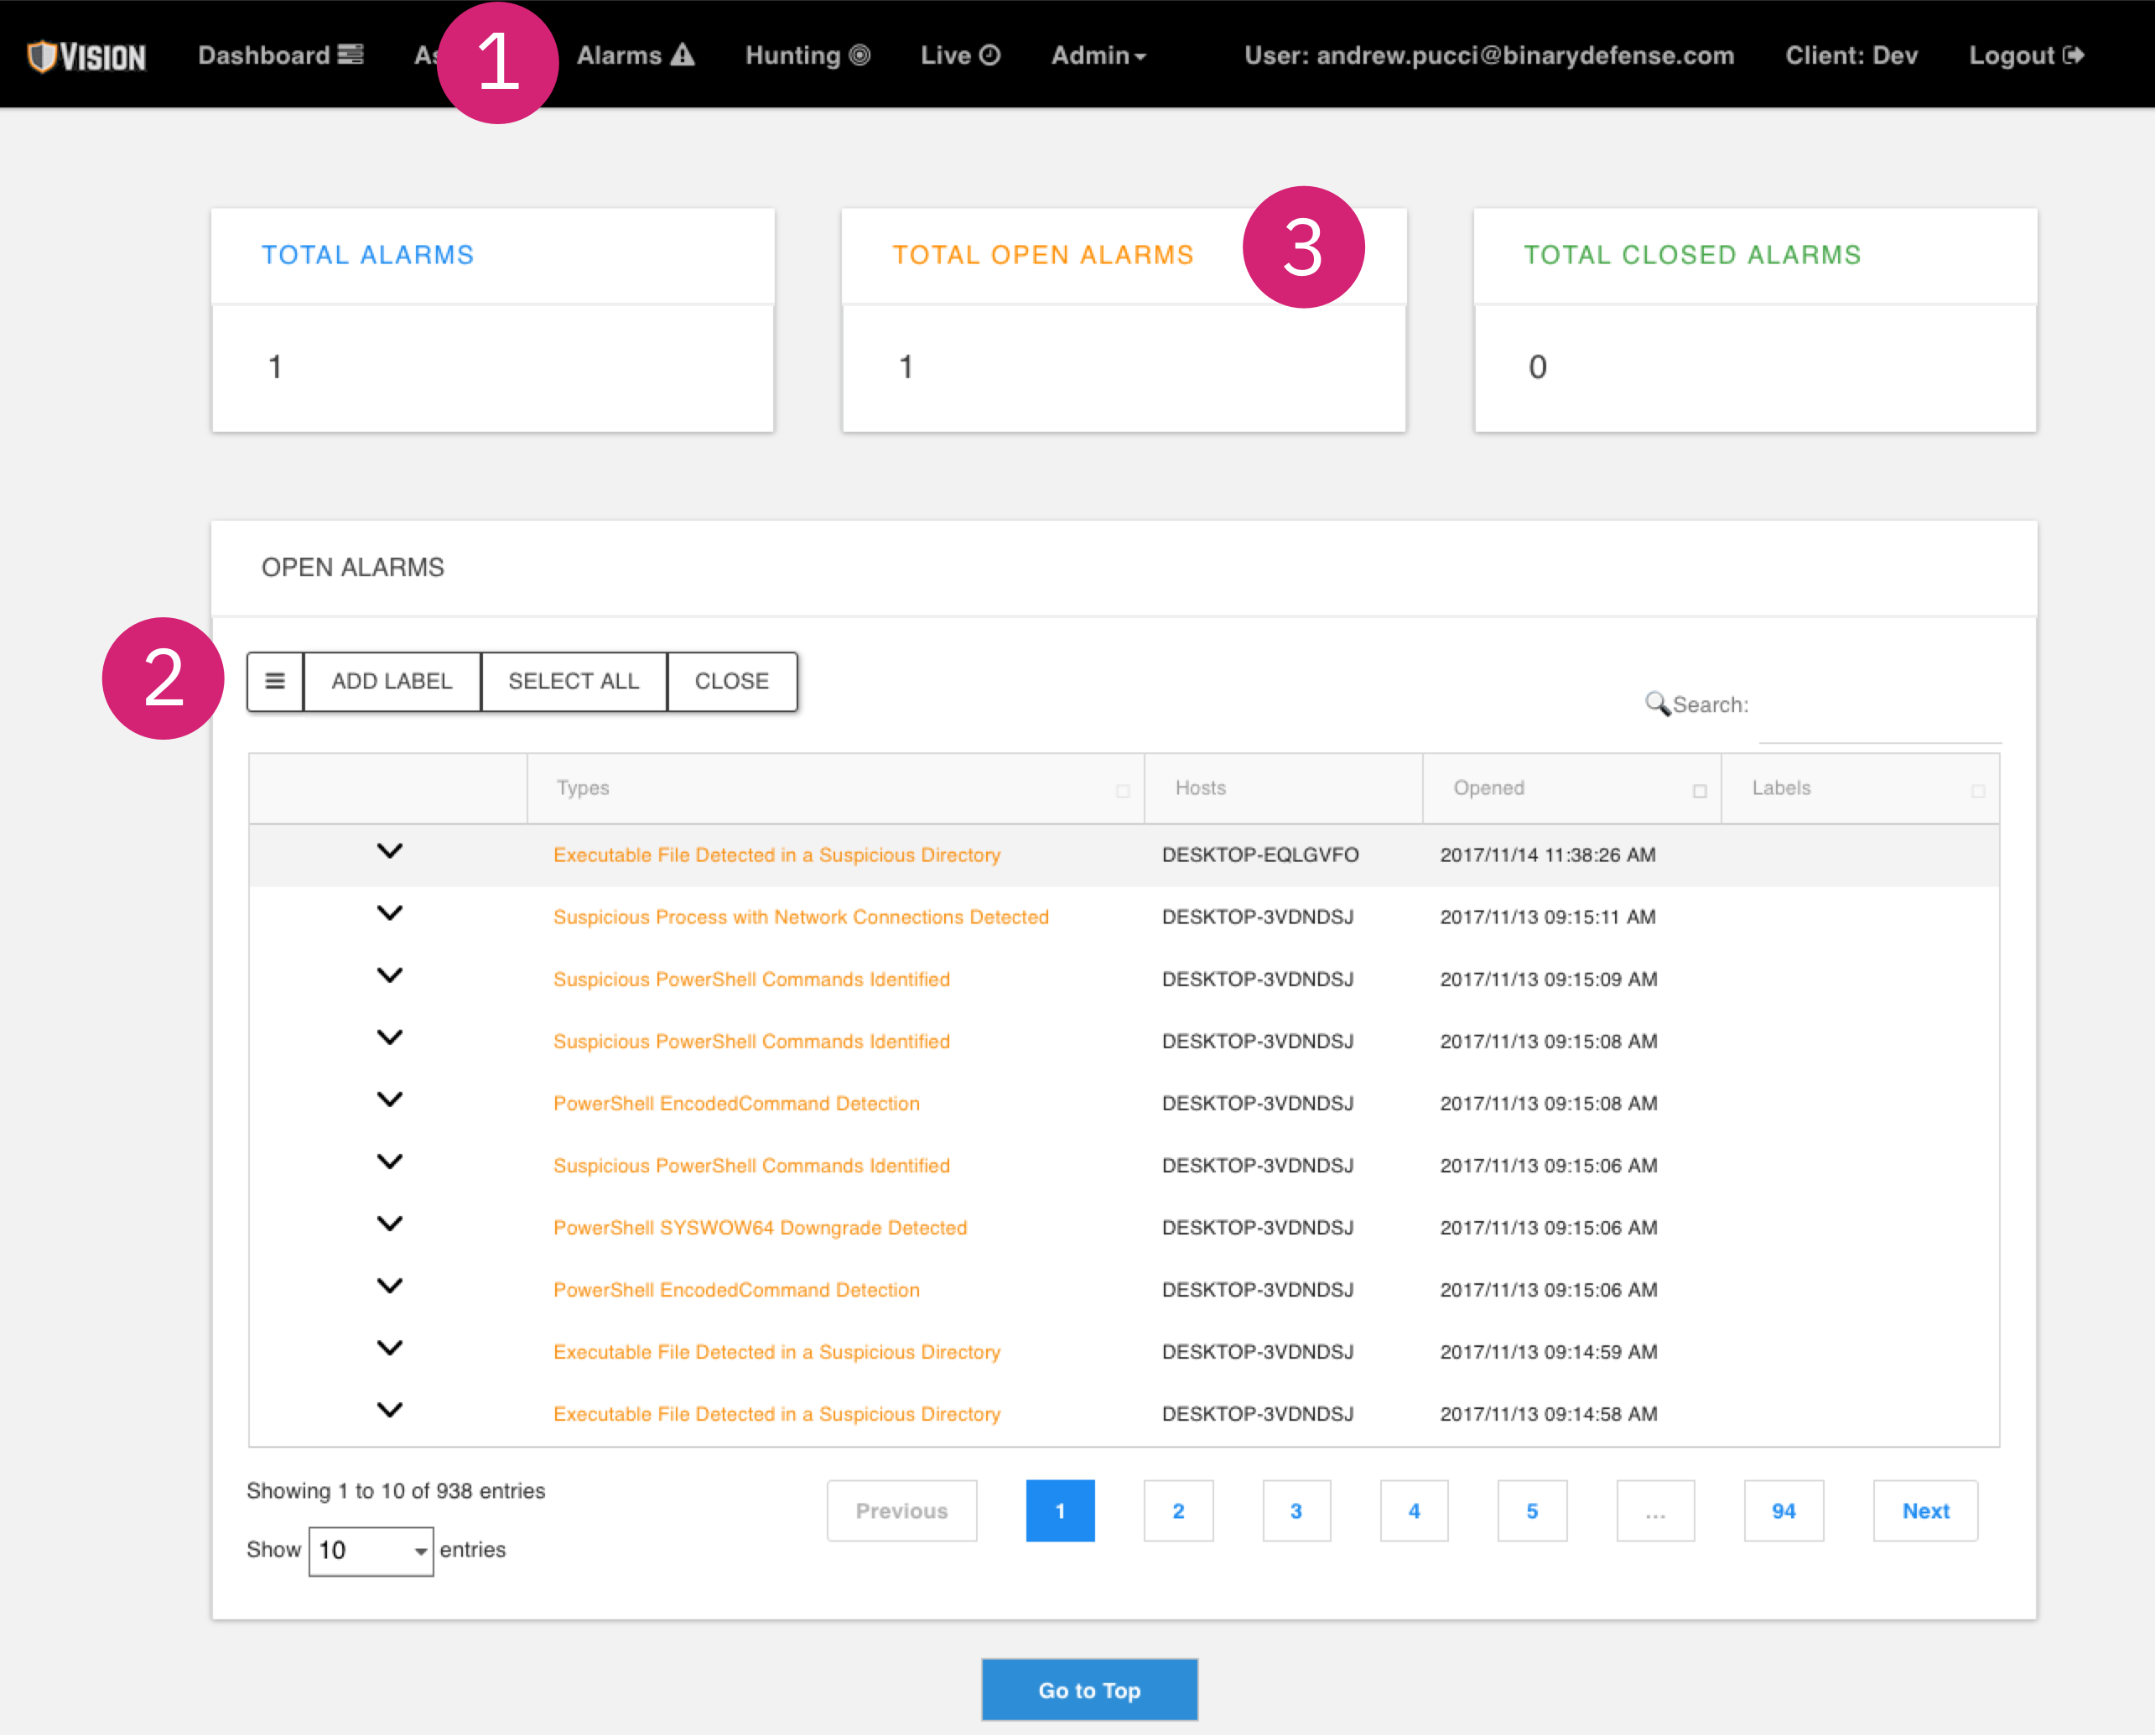 VISION Dashboard 1 Alarms Hunting Live Admin User: andrew.pucci@binarydefense.com Client: Dev Logout
TOTAL ALARMS
1
TOTAL OPEN ALARMS 3
1
TOTAL CLOSED ALARMS
0
OPEN ALARMS
2 ADD LABEL SELECT ALL CLOSE
Search:
Types Hosts Opened Labels
Executable File Detected in a Suspicious Directory DESKTOP-EQLGVFO 2017/11/14 11:38:26 AM
Suspicious Process with Network Connections Detected DESKTOP-3VDNDSJ 2017/11/13 09:15:11 AM
Suspicious PowerShell Commands Identified DESKTOP-3VDNDSJ 2017/11/13 09:15:09 AM
Suspicious PowerShell Commands Identified DESKTOP-3VDNDSJ 2017/11/13 09:15:08 AM
PowerShell EncodedCommand Detection DESKTOP-3VDNDSJ 2017/11/13 09:15:08 AM
Suspicious PowerShell Commands Identified DESKTOP-3VDNDSJ 2017/11/13 09:15:06 AM
PowerShell SYSWOW64 Downgrade Detected DESKTOP-3VDNDSJ 2017/11/13 09:15:06 AM
PowerShell EncodedCommand Detection DESKTOP-3VDNDSJ 2017/11/13 09:15:06 AM
Executable File Detected in a Suspicious Directory DESKTOP-3VDNDSJ 2017/11/13 09:14:59 AM
Executable File Detected in a Suspicious Directory DESKTOP-3VDNDSJ 2017/11/13 09:14:58 AM
Showing 1 to 10 of 938 entries
Previous 1 2 3 4 5 ... 94 Next
Show 10 entries
Go to Top